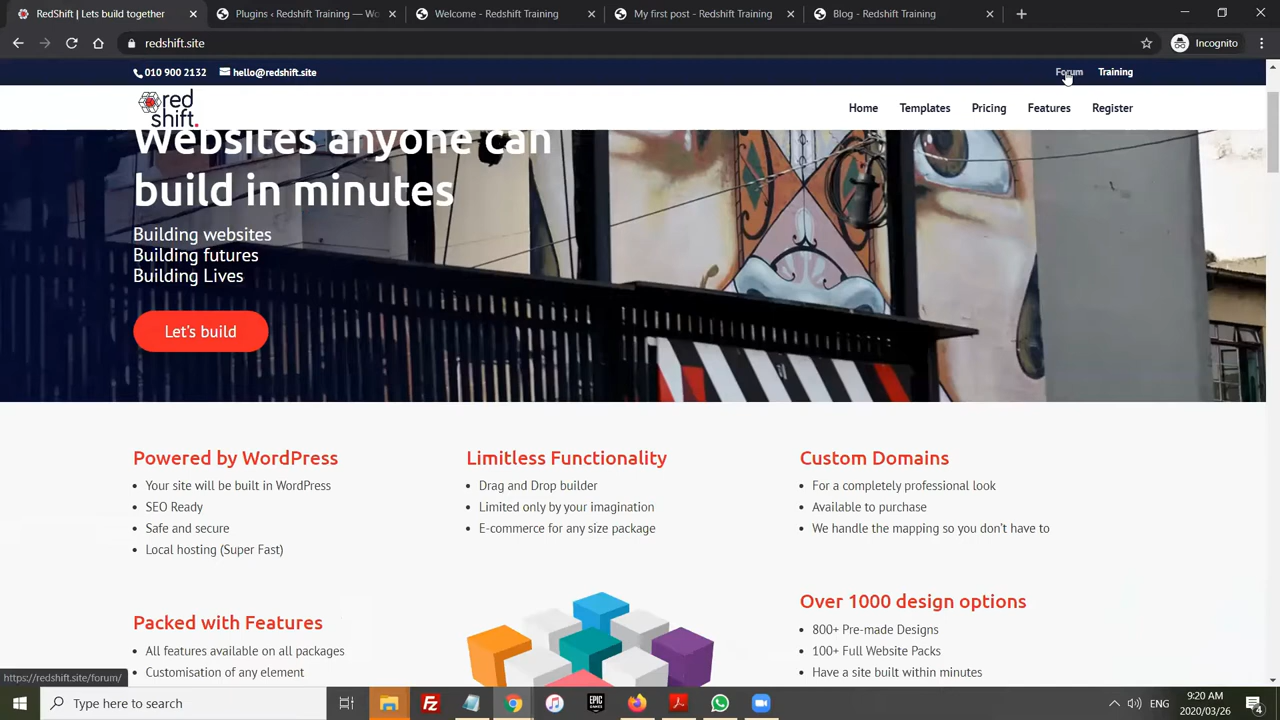 RedShift | Lets build together
Plugins ‹ Redshift Training — Wo
Welcome - Redshift Training
My first post - Redshift Training
Blog - Redshift Training
redshift.site
Incognito
010 900 2132
hello@redshift.site
Forum
Training
red
shift.
Home
Templates
Pricing
Features
Register
Websites anyone can
build in minutes
Building websites
Building futures
Building Lives
Let's build
Powered by WordPress
Your site will be built in WordPress
SEO Ready
Safe and secure
Local hosting (Super Fast)
Limitless Functionality
Drag and Drop builder
Limited only by your imagination
E-commerce for any size package
Custom Domains
For a completely professional look
Available to purchase
We handle the mapping so you don’t have to
Packed with Features
All features available on all packages
Customisation of any element
Over 1000 design options
800+ Pre-made Designs
100+ Full Website Packs
Have a site built within minutes
https://redshift.site/forum/
Type here to search
Fz
EPIC
GAMES
ENG
9:20 AM
2020/03/26
4